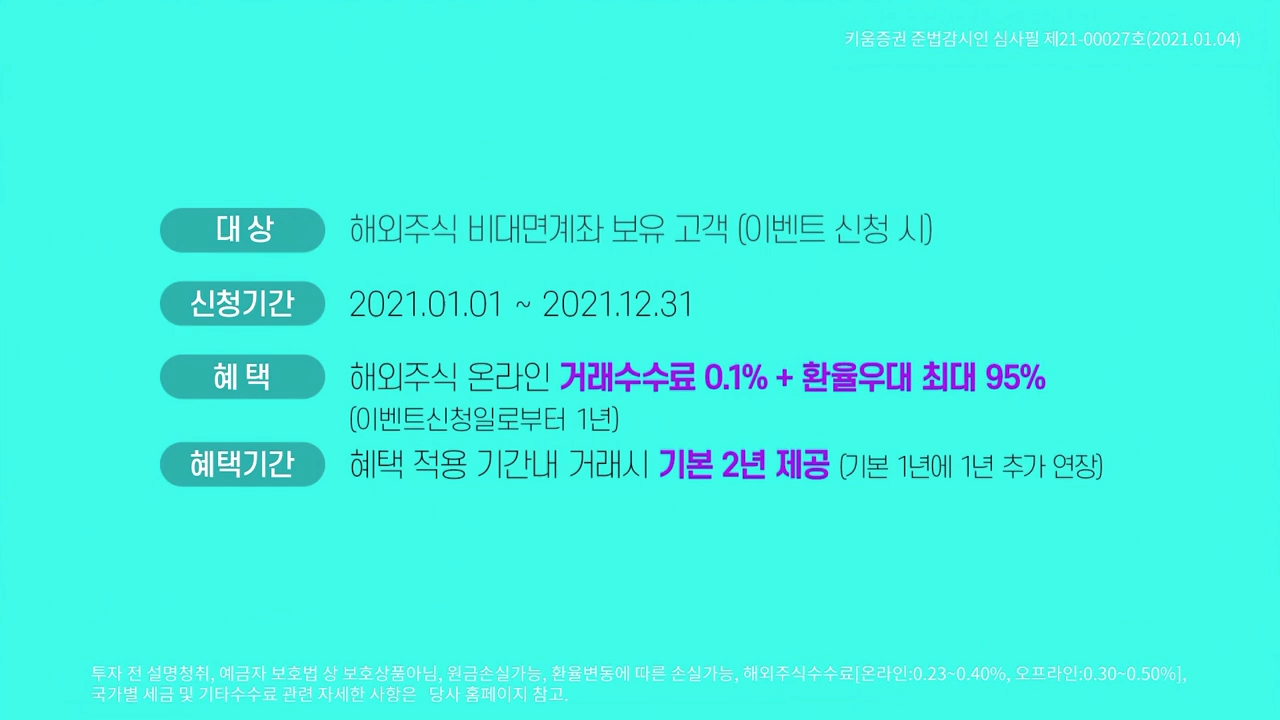 키움증권 준법감시인 심사필 제21-00027호(2021.01.04)
대 상 해외주식 비대면계좌 보유 고객 (이벤트 신청 시)
신청기간 2021.01.01 ~ 2021.12.31
혜 택 해외주식 온라인 거래수수료 0.1% + 환율우대 최대 95%
(이벤트신청일로부터 1년)
혜택기간 혜택 적용 기간내 거래시 기본 2년 제공 (기본 1년에 1년 추가 연장)
투자 전 설명청취, 예금자 보호법 상 보호상품아님, 원금손실가능, 환율변동에 따른 손실가능, 해외주식수수료[온라인:0.23~0.40%, 오프라인:0.30~0.50%],
국가별 세금 및 기타수수료 관련 자세한 사항은 당사 홈페이지 참고.